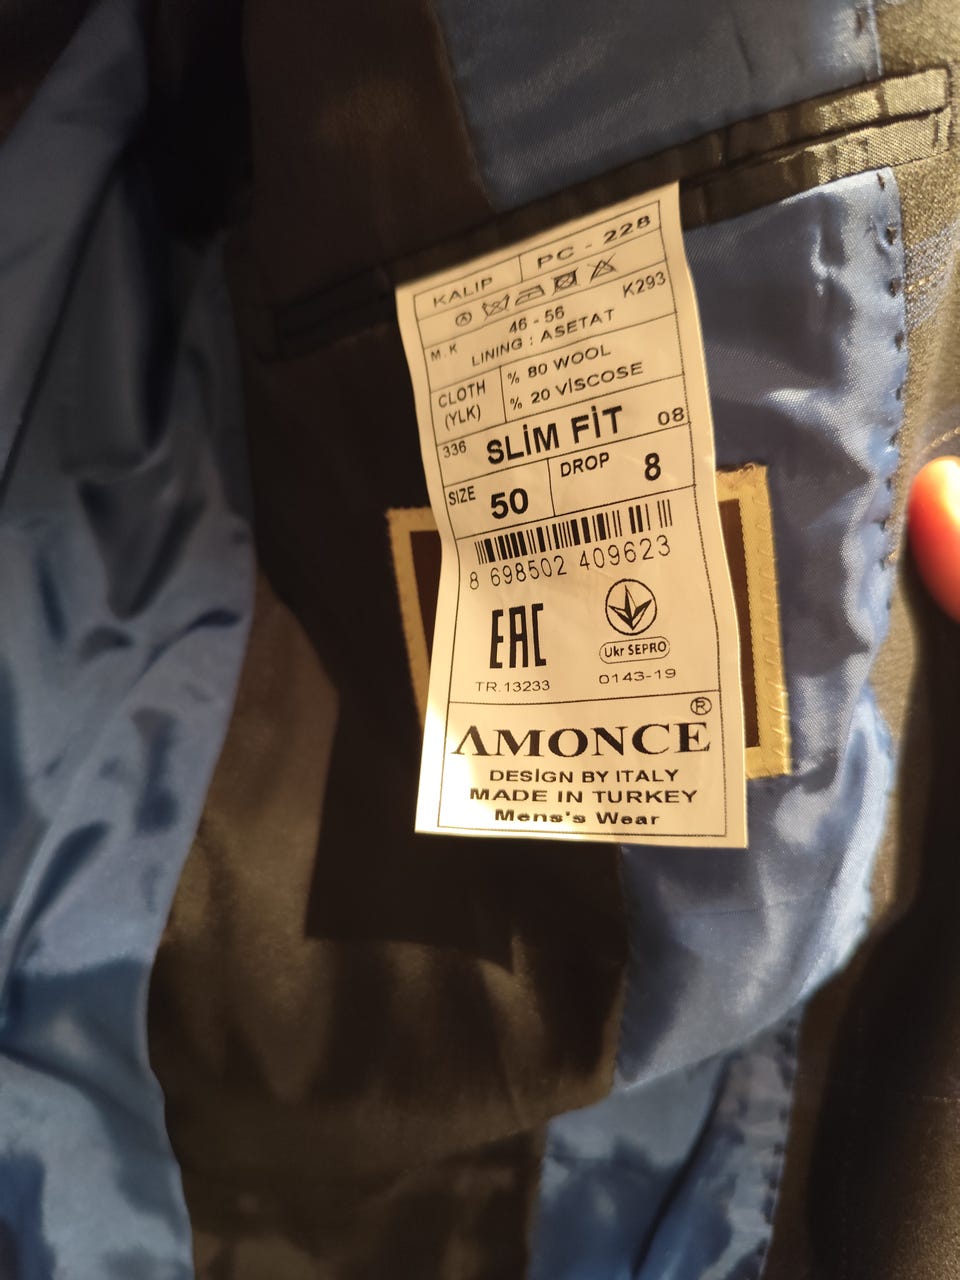 KALIP PC - 228
M.K 46 - 56 K293
LINING : ASETAT
CLOTH (YLK) % 80 WOOL
% 20 VİSCOSE
336 SLİM FİT 08
SIZE 50 DROP 8
8 698502 409623
EAC
Ukr SEPRO
TR.13233 0143-19
AMONCE ®
DESİGN BY ITALY
MADE IN TURKEY
Mens's Wear